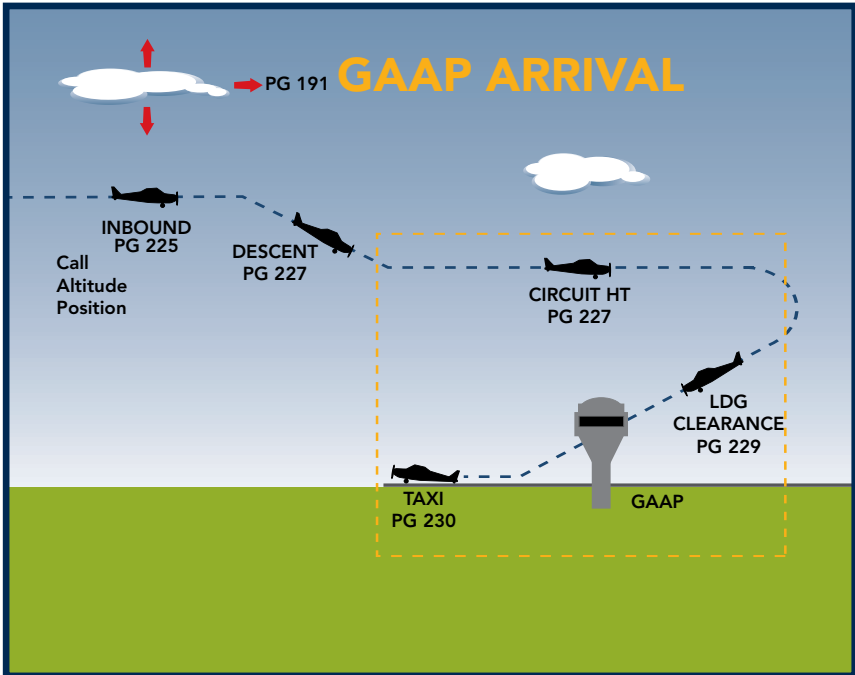 GAAP ARRIVAL
PG 191
INBOUND
PG 225
Call
Altitude
Position
DESCENT
PG 227
CIRCUIT HT
PG 227
LDG
CLEARANCE
PG 229
TAXI
PG 230
GAAP